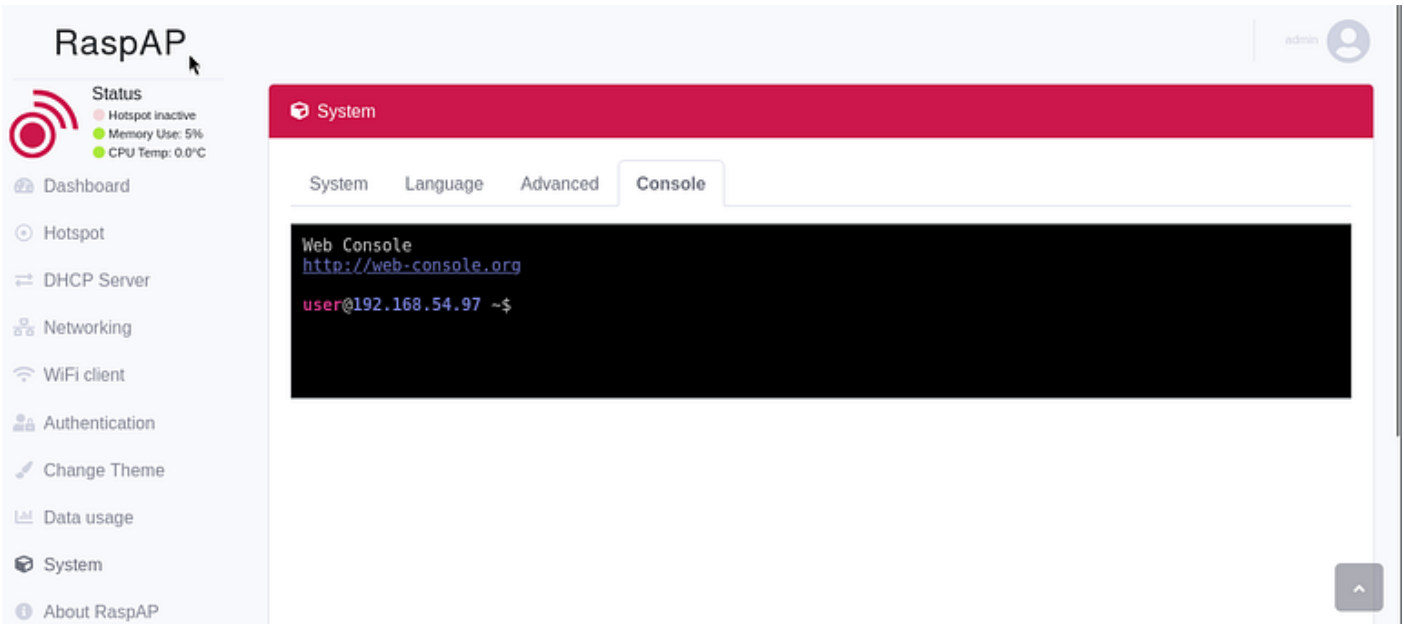 RaspAP
Status
Hotspot inactive
Memory Use: 5%
CPU Temp: 0.0°C
Dashboard
Hotspot
DHCP Server
Networking
WiFi client
Authentication
Change Theme
Data usage
System
About RaspAP
admin
System
System Language Advanced Console
Web Console
http://web-console.org
user@192.168.54.97 ~$